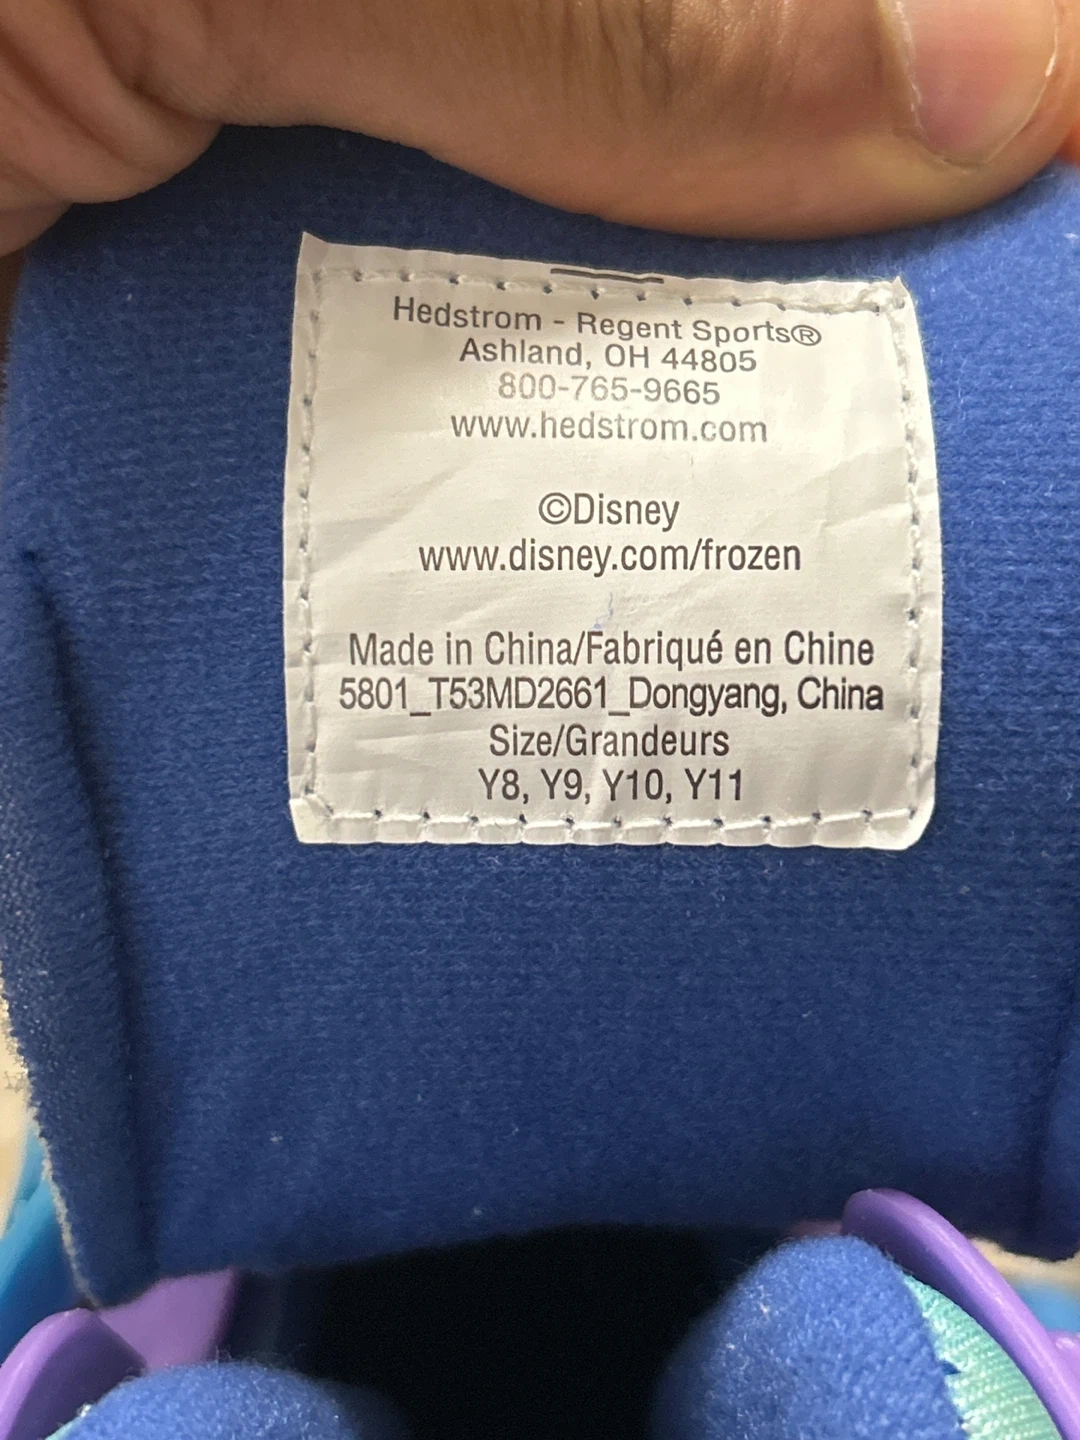 Hedstrom - Regent Sports®
Ashland, OH 44805
800-765-9665
www.hedstrom.com
©Disney
www.disney.com/frozen
Made in China/Fabriqué en Chine
5801_T53MD2661_Dongyang, China
Size/Grandeurs
Y8, Y9, Y10, Y11